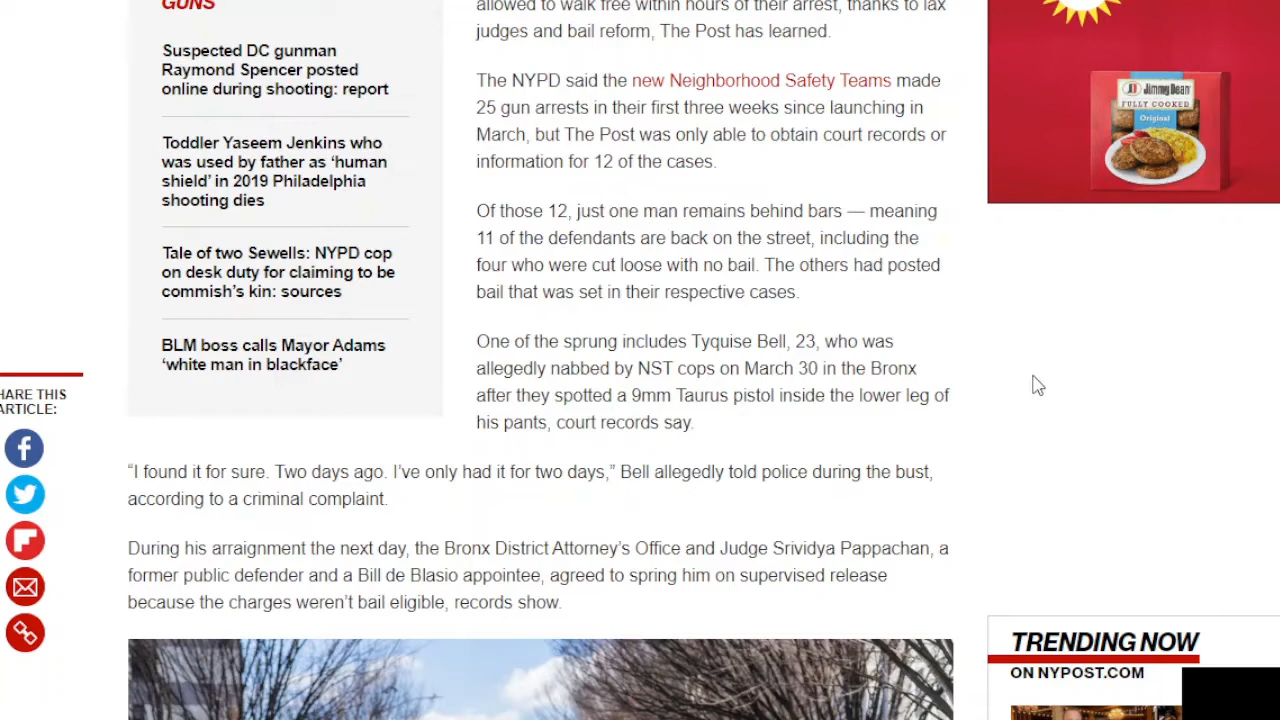 GUNS
Suspected DC gunman
Raymond Spencer posted
online during shooting: report
Toddler Yaseem Jenkins who
was used by father as ‘human
shield’ in 2019 Philadelphia
shooting dies
Tale of two Sewells: NYPD cop
on desk duty for claiming to be
commish’s kin: sources
BLM boss calls Mayor Adams
‘white man in blackface’
HARE THIS
ARTICLE:
allowed to walk free within hours of their arrest, thanks to lax
judges and bail reform, The Post has learned.
The NYPD said the new Neighborhood Safety Teams made
25 gun arrests in their first three weeks since launching in
March, but The Post was only able to obtain court records or
information for 12 of the cases.
Of those 12, just one man remains behind bars — meaning
11 of the defendants are back on the street, including the
four who were cut loose with no bail. The others had posted
bail that was set in their respective cases.
One of the sprung includes Tyquise Bell, 23, who was
allegedly nabbed by NST cops on March 30 in the Bronx
after they spotted a 9mm Taurus pistol inside the lower leg of
his pants, court records say.
“I found it for sure. Two days ago. I’ve only had it for two days,” Bell allegedly told police during the bust,
according to a criminal complaint.
During his arraignment the next day, the Bronx District Attorney’s Office and Judge Srividya Pappachan, a
former public defender and a Bill de Blasio appointee, agreed to spring him on supervised release
because the charges weren’t bail eligible, records show.
Jimmy Dean
FULLY COOKED
Original
TRENDING NOW
ON NYPOST.COM